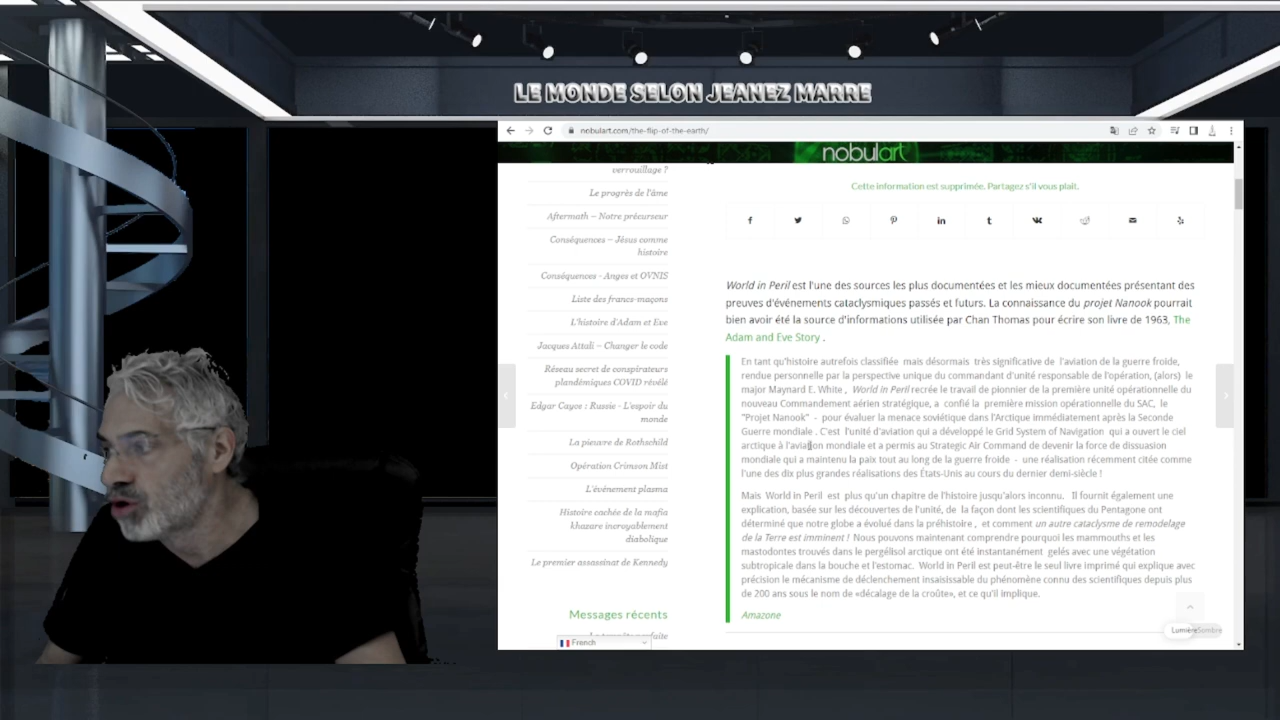 LE MONDE SELON JEANEZ MARRE
nobulart.com/the-flip-of-the-earth/
nobulart
verrouillage ?
Le progrès de l'âme
Aftermath – Notre précurseur
Conséquences – Jésus comme
histoire
Conséquences - Anges et OVNIS
Liste des francs-maçons
L'histoire d'Adam et Eve
Jacques Attali – Changer le code
Réseau secret de conspirateurs
plandémiques COVID révélé
Edgar Cayce : Russie - L'espoir du
monde
La pieuvre de Rothschild
Opération Crimson Mist
L'événement plasma
Histoire cachée de la mafia
khazare incroyablement
diabolique
Le premier assassinat de Kennedy
Messages récents
French
Cette information est supprimée. Partagez s'il vous plait.
World in Peril est l'une des sources les plus documentées et les mieux documentées présentant des
preuves d'événements cataclysmiques passés et futurs. La connaissance du projet Nanook pourrait
bien avoir été la source d'informations utilisée par Chan Thomas pour écrire son livre de 1963, The
Adam and Eve Story .
En tant qu'histoire autrefois classifiée mais désormais très significative de l'aviation de la guerre froide,
rendue personnelle par la perspective unique du commandant d'unité responsable de l'opération, (alors) le
major Maynard E. White , World in Peril recrée le travail de pionnier de la première unité opérationnelle du
nouveau Commandement aérien stratégique, a confié la première mission opérationnelle du SAC, le
"Projet Nanook" - pour évaluer la menace soviétique dans l'Arctique immédiatement après la Seconde
Guerre mondiale . C'est l'unité d'aviation qui a développé le Grid System of Navigation qui a ouvert le ciel
arctique à l'aviation mondiale et a permis au Strategic Air Command de devenir la force de dissuasion
mondiale qui a maintenu la paix tout au long de la guerre froide - une réalisation récemment citée comme
l'une des dix plus grandes réalisations des États-Unis au cours du dernier demi-siècle !
Mais World in Peril est plus qu'un chapitre de l'histoire jusqu'alors inconnu. Il fournit également une
explication, basée sur les découvertes de l'unité, de la façon dont les scientifiques du Pentagone ont
déterminé que notre globe a évolué dans la préhistoire , et comment un autre cataclysme de remodelage
de la Terre est imminent ! Nous pouvons maintenant comprendre pourquoi les mammouths et les
mastodontes trouvés dans le pergélisol arctique ont été instantanément gelés avec une végétation
subtropicale dans la bouche et l'estomac. World in Peril est peut-être le seul livre imprimé qui explique avec
précision le mécanisme de déclenchement insaisissable du phénomène connu des scientifiques depuis plus
de 200 ans sous le nom de «décalage de la croûte», et ce qu'il implique.
Amazone
Lumière Sombre